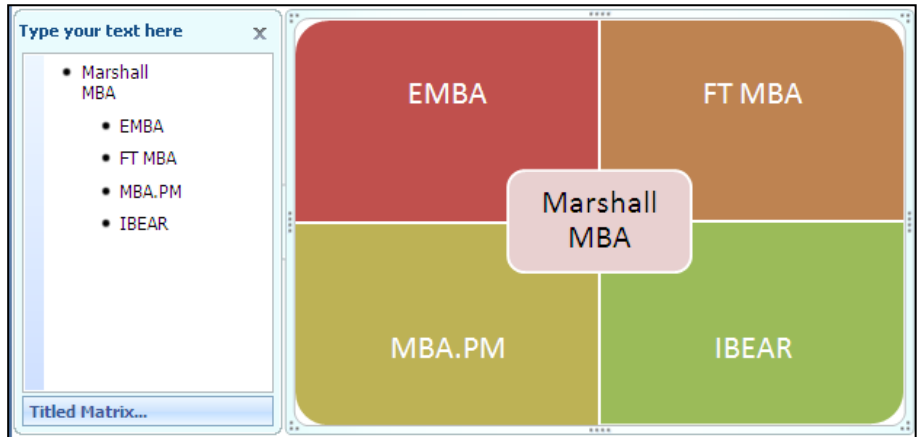 Type your text here
x
• Marshall
MBA
• EMBA
• FT MBA
• MBA.PM
• IBEAR
Titled Matrix...
EMBA
FT MBA
Marshall
MBA
MBA.PM
IBEAR